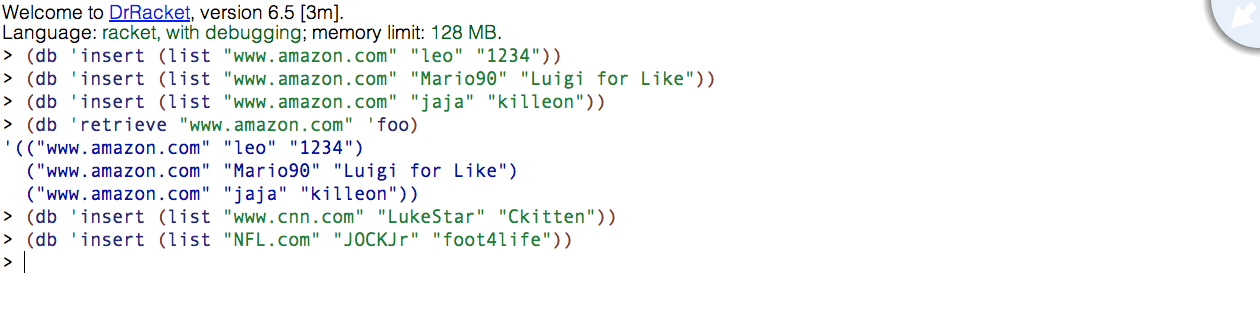 Welcome to DrRacket, version 6.5 [3m].
Language: racket, with debugging; memory limit: 128 MB.
> (db 'insert (list "www.amazon.com" "leo" "1234"))
> (db 'insert (list "www.amazon.com" "Mario90" "Luigi for Like"))
> (db 'insert (list "www.amazon.com" "jaja" "killeon"))
> (db 'retrieve "www.amazon.com" 'foo)
'(("www.amazon.com" "leo" "1234")
("www.amazon.com" "Mario90" "Luigi for Like")
("www.amazon.com" "jaja" "killeon"))
> (db 'insert (list "www.cnn.com" "LukeStar" "Ckitten"))
> (db 'insert (list "NFL.com" "JOCKJr" "foot4life"))
>